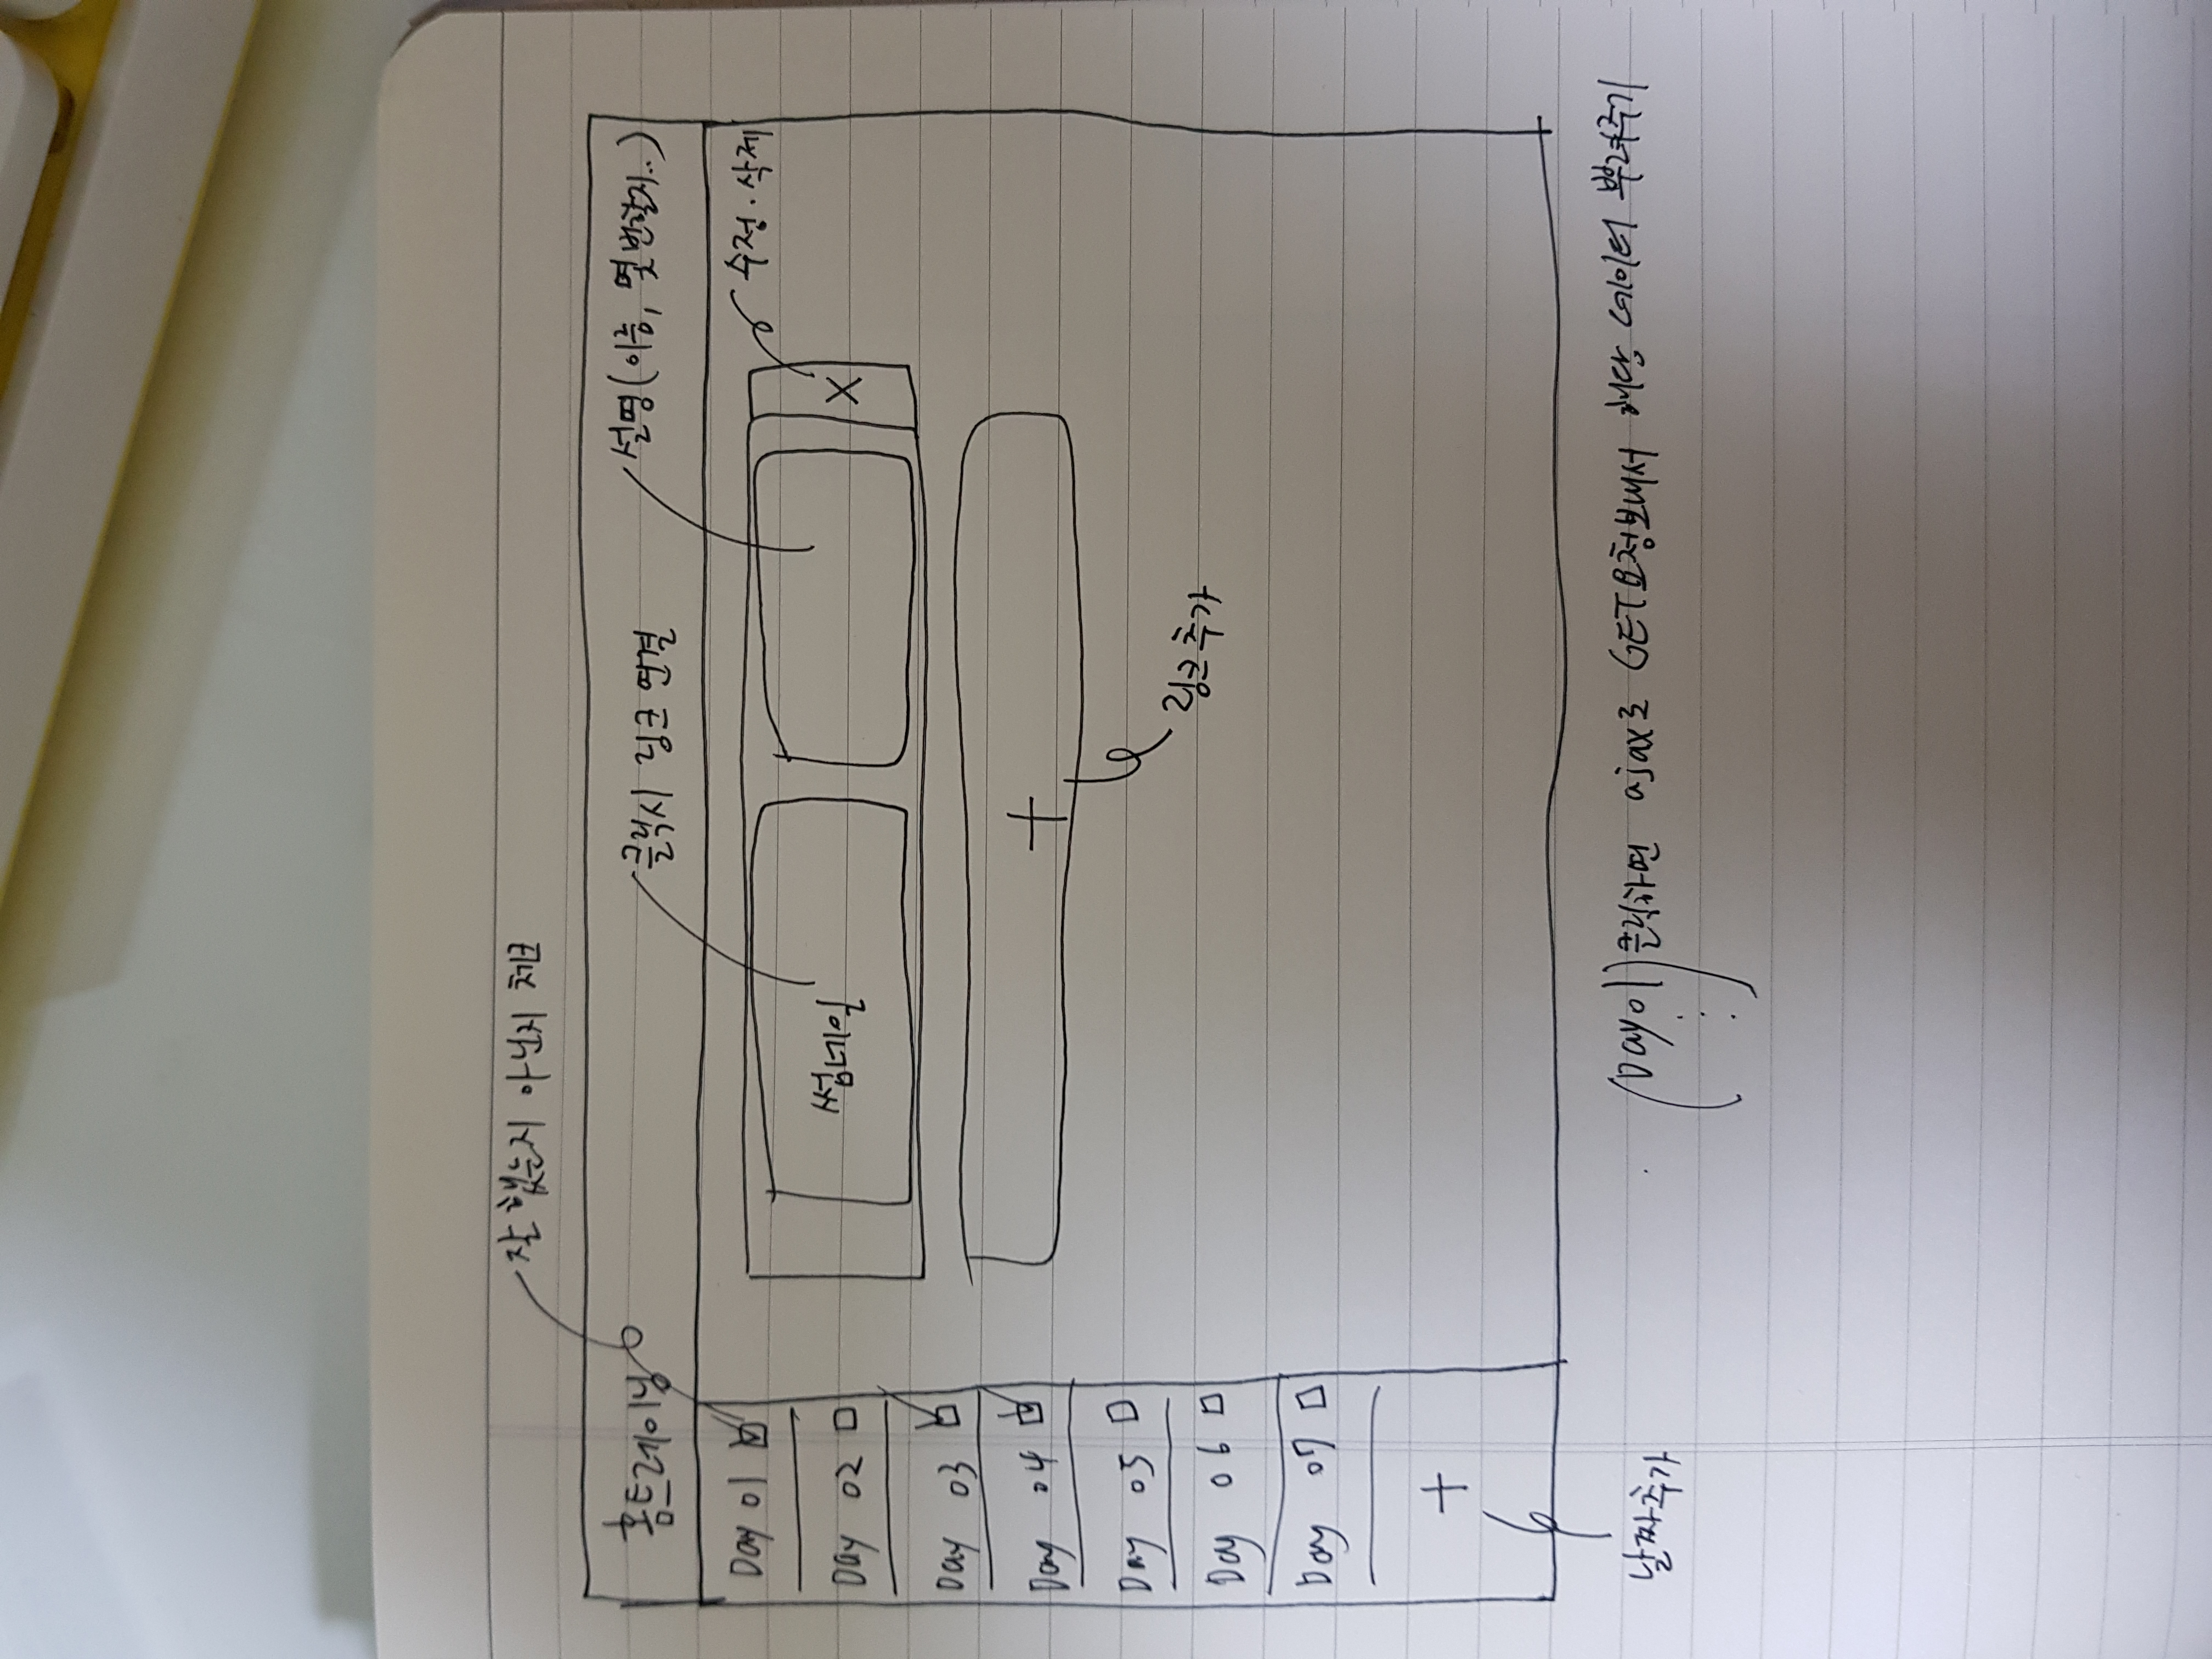 잘 했는지 아닌지 체크
홈트레이닝
클릭시 링크 연결
설명(이름, 몇번할지..)
수정.삭제
Day 01
썸네일
X
Day 02
Day 03
Day 04
+
Day 05
링크추가
Day 06
Day 07
+
날짜추가
(Day01) 클릭하면 ajax로 GET요청보내서 해당 데이터 뿌려주기